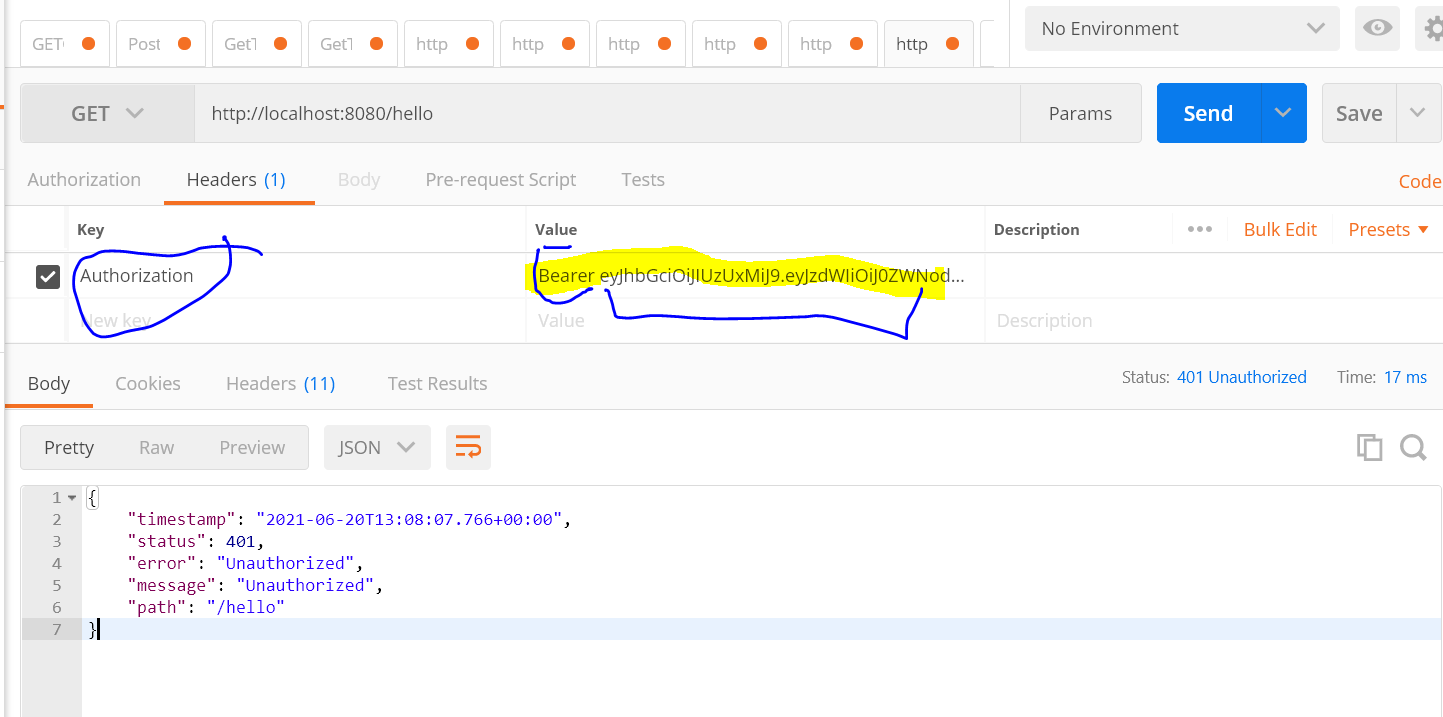 GET Post GetT GetT http http http http http http No Environment
GET http://localhost:8080/hello Params Send Save
Authorization Headers (1) Body Pre-request Script Tests Code
Key Value Description ••• Bulk Edit Presets
Authorization Bearer eyJhbGciOiJIUzUxMiJ9.eyJzdWIiOiJ0ZWNod...
New key Value Description
Body Cookies Headers (11) Test Results Status: 401 Unauthorized Time: 17 ms
Pretty Raw Preview JSON
1 {
2 "timestamp": "2021-06-20T13:08:07.766+00:00",
3 "status": 401,
4 "error": "Unauthorized",
5 "message": "Unauthorized",
6 "path": "/hello"
7 }